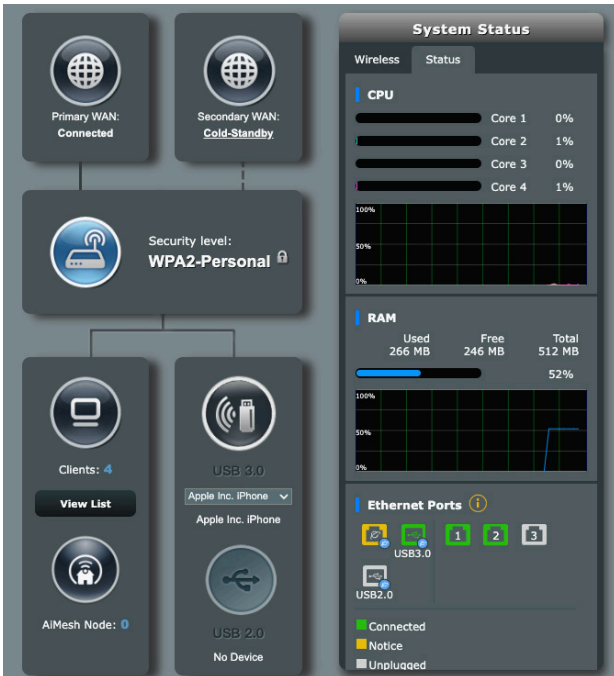 Primary WAN:
Connected
Secondary WAN:
Cold-Standby
Security level:
WPA2-Personal
Clients: 4
View List
AiMesh Node: 0
USB 3.0
Apple Inc. iPhone
Apple Inc. iPhone
USB 2.0
No Device
System Status
Wireless Status
CPU
Core 1 0%
Core 2 1%
Core 3 0%
Core 4 1%
100%
50%
0%
RAM
Used Free Total
266 MB 246 MB 512 MB
52%
100%
50%
0%
Ethernet Ports
1 2 3
USB3.0
USB2.0
Connected
Notice
Unplugged